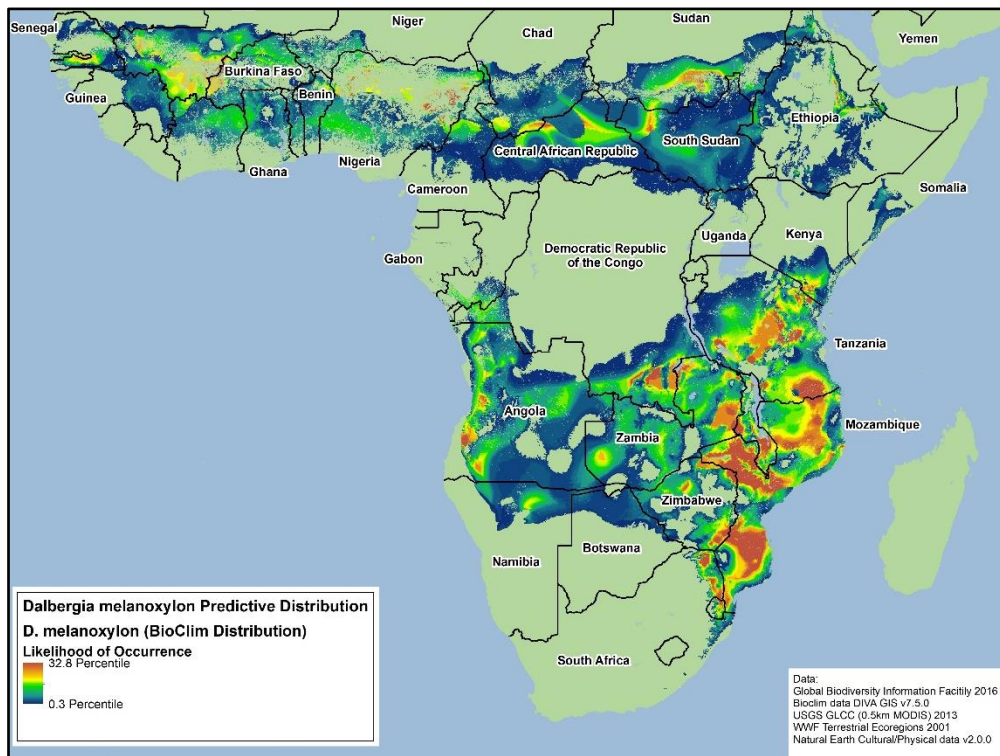 Senegal
Niger
Sudan
Chad
Yemen
Burkina Faso
Guinea
Benin
Ethiopia
Central African Republic
South Sudan
Nigeria
Ghana
Cameroon
Somalia
Uganda
Kenya
Democratic Republic
of the Congo
Gabon
Tanzania
Angola
Mozambique
Zambia
Zimbabwe
Botswana
Namibia
South Africa
Dalbergia melanoxylon Predictive Distribution
D. melanoxylon (BioClim Distribution)
Likelihood of Occurrence
32.8 Percentile
0.3 Percentile
Data:
Global Biodiversity Information Facitily 2016
Bioclim data DIVA GIS v7.5.0
USGS GLCC (0.5km MODIS) 2013
WWF Terrestrial Ecoregions 2001
Natural Earth Cultural/Physical data v2.0.0